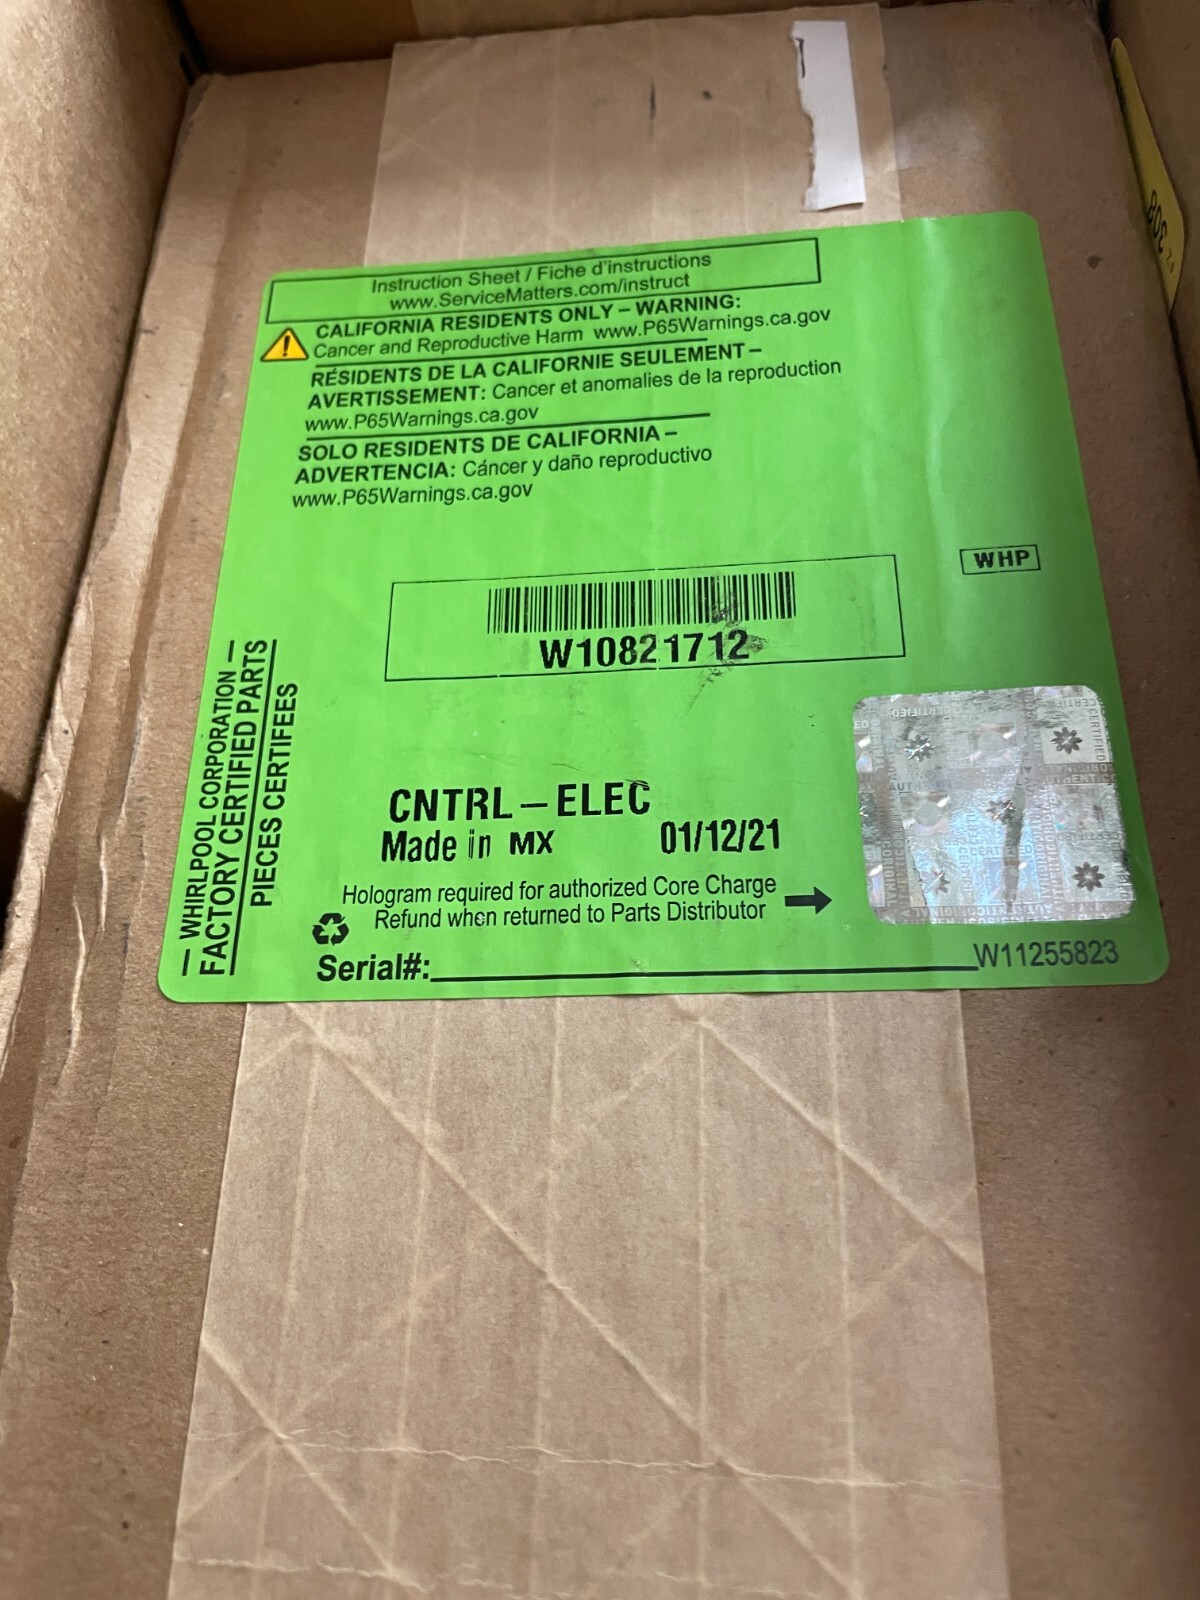 Instruction Sheet / Fiche d'instructions
www.ServiceMatters.com/instruct
CALIFORNIA RESIDENTS ONLY – WARNING:
Cancer and Reproductive Harm www.P65Warnings.ca.gov
RÉSIDENTS DE LA CALIFORNIE SEULEMENT –
AVERTISSEMENT: Cancer et anomalies de la reproduction
www.P65Warnings.ca.gov
SOLO RESIDENTS DE CALIFORNIA –
ADVERTENCIA: Cáncer y daño reproductivo
www.P65Warnings.ca.gov
WHP
W10821712
WHIRLPOOL CORPORATION
FACTORY CERTIFIED PARTS
PIECES CERTIFEES
CNTRL – ELEC
Made in MX 01/12/21
Hologram required for authorized Core Charge
Refund when returned to Parts Distributor
Serial#:
W11255823
308